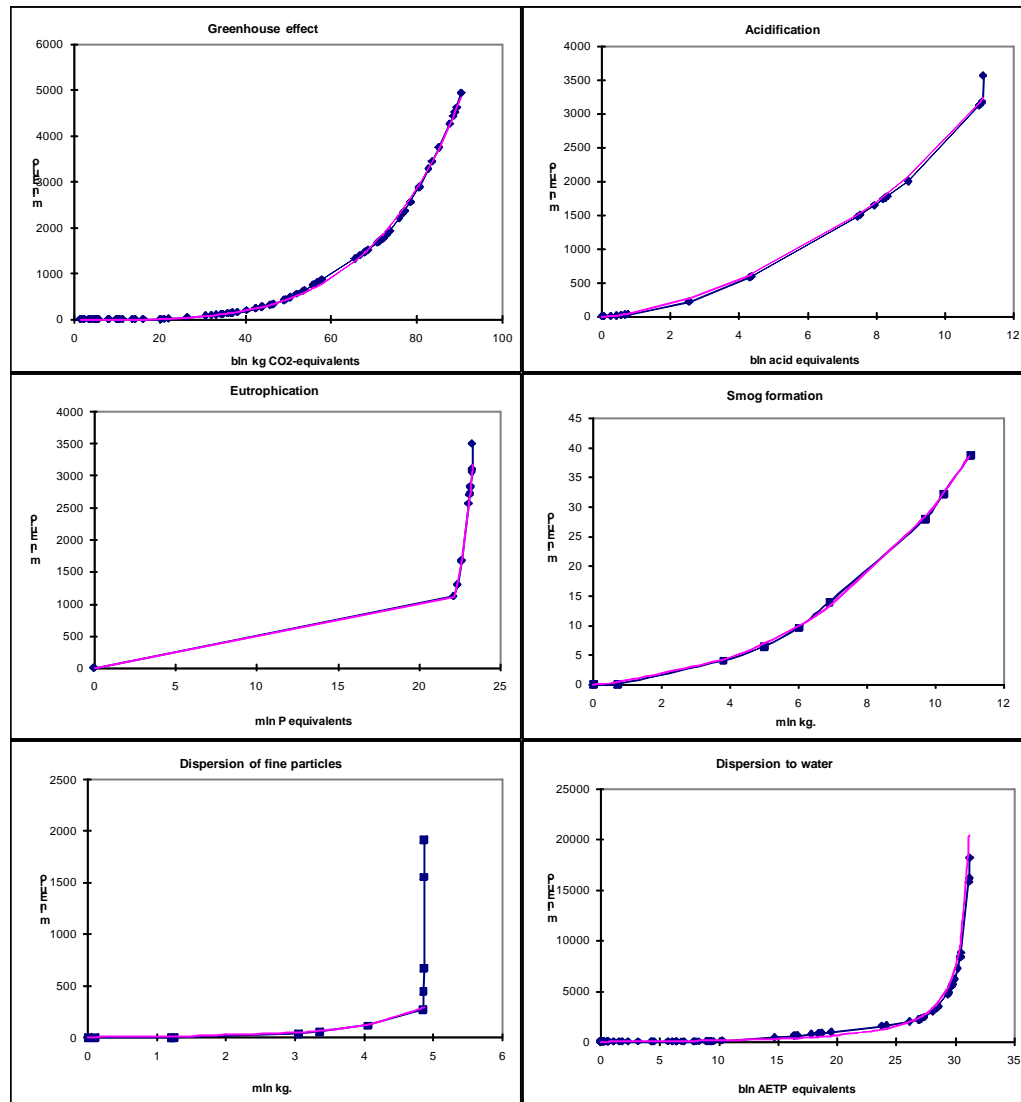 Greenhouse effect
6000
5000
4000
3000
2000
1000
0
0 20 40 60 80 100
bln kg CO2-equivalents
Acidification
4000
3500
3000
2500
2000
1500
1000
500
0
0 2 4 6 8 10 12
bln acid equivalents
Eutrophication
4000
3500
3000
2500
2000
1500
1000
500
0
0 5 10 15 20 25
mln P equivalents
Smog formation
45
40
35
30
25
20
15
10
5
0
0 2 4 6 8 10 12
mln kg.
Dispersion of fine particles
2500
2000
1500
1000
500
0
0 1 2 3 4 5 6
mln kg.
Dispersion to water
25000
20000
15000
10000
5000
0
0 5 10 15 20 25 30 35
bln AETP equivalents